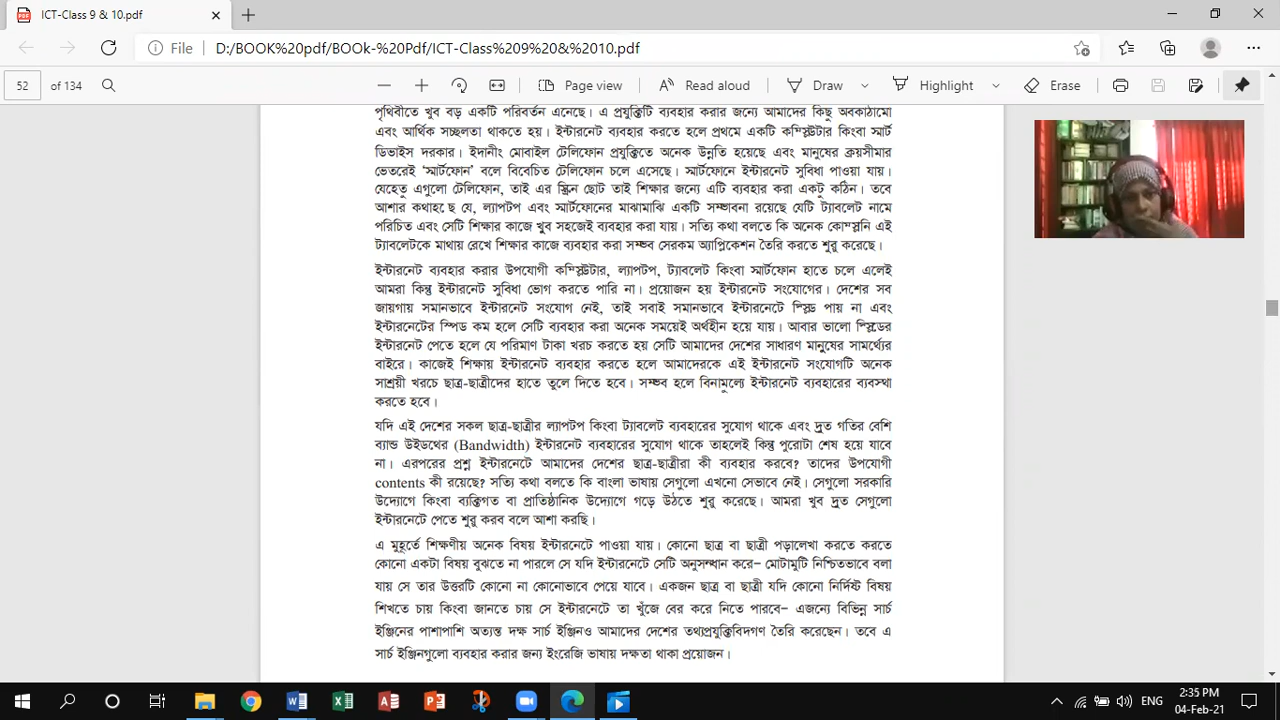 ICT-Class 9 & 10.pdf
File D:/BOOK%20pdf/BOOk-%20Pdf/ICT-Class%209%20&%2010.pdf
52 of 134 Page view Read aloud Draw Highlight Erase
পৃথিবীতে খুব বড় একটি পরিবর্তন এনেছে। এ প্রযুক্তিটি ব্যবহার করার জন্যে আমাদের কিছু অবকাঠামো
এবং আর্থিক সচ্ছলতা থাকতে হয়। ইন্টারনেট ব্যবহার করতে হলে প্রথমে একটি কম্পিউটার কিংবা স্মার্ট
ডিভাইস দরকার। ইদানীং মোবাইল টেলিফোন প্রযুক্তিতে অনেক উন্নতি হয়েছে এবং মানুষের ক্রয়সীমার
ভেতরেই ‘স্মার্টফোন’ বলে বিবেচিত টেলিফোন চলে এসেছে। স্মার্টফোনে ইন্টারনেট সুবিধা পাওয়া যায়।
যেহেতু এগুলো টেলিফোন, তাই এর স্ক্রিন ছোট তাই শিক্ষার জন্যে এটি ব্যবহার করা একটু কঠিন। তবে
আশার কথাহ‌চ্ছে যে, ল্যাপটপ এবং স্মার্টফোনের মাঝামাঝি একটি সম্ভাবনা রয়েছে যেটি ট্যাবলেট নামে
পরিচিত এবং সেটি শিক্ষার কাজে খুব সহজেই ব্যবহার করা যায়। সত্যি কথা বলতে কি অনেক কোম্পানি এই
ট্যাবলেটকে মাথায় রেখে শিক্ষার কাজে ব্যবহার করা সম্ভব সেরকম অ্যাপ্লিকেশন তৈরি করতে শুরু করেছে।
ইন্টারনেট ব্যবহার করার উপযোগী কম্পিউটার, ল্যাপটপ, ট্যাবলেট কিংবা স্মার্টফোন হাতে চলে এলেই
আমরা কিন্তু ইন্টারনেট সুবিধা ভোগ করতে পারি না। প্রয়োজন হয় ইন্টারনেট সংযোগের। দেশের সব
জায়গায় সমানভাবে ইন্টারনেট সংযোগ নেই, তাই সবাই সমানভাবে ইন্টারনেটে স্পিড পায় না এবং
ইন্টারনেটের স্পিড কম হলে সেটি ব্যবহার করা অনেক সময়েই অর্থহীন হয়ে যায়। আবার ভালো স্পিডের
ইন্টারনেট পেতে হলে যে পরিমাণ টাকা খরচ করতে হয় সেটি আমাদের দেশের সাধারণ মানুষের সামর্থ্যের
বাইরে। কাজেই শিক্ষায় ইন্টারনেট ব্যবহার করতে হলে আমাদেরকে এই ইন্টারনেট সংযোগটি অনেক
সাশ্রয়ী খরচে ছাত্র-ছাত্রীদের হাতে তুলে দিতে হবে। সম্ভব হলে বিনামূল্যে ইন্টারনেট ব্যবহারের ব্যবস্থা
করতে হবে।
যদি এই দেশের সকল ছাত্র-ছাত্রীর ল্যাপটপ কিংবা ট্যাবলেট ব্যবহারের সুযোগ থাকে এবং দ্রুত গতির বেশি
ব্যান্ড উইডথের (Bandwidth) ইন্টারনেট ব্যবহারের সুযোগ থাকে তাহলেই কিন্তু পুরোটা শেষ হয়ে যাবে
না। এরপরের প্রশ্ন ইন্টারনেটে আমাদের দেশের ছাত্র-ছাত্রীরা কী ব্যবহার করবে? তাদের উপযোগী
contents কী রয়েছে? সত্যি কথা বলতে কি বাংলা ভাষায় সেগুলো এখনো সেভাবে নেই। সেগুলো সরকারি
উদ্যোগে কিংবা ব্যক্তিগত বা প্রাতিষ্ঠানিক উদ্যোগে গড়ে উঠতে শুরু করেছে। আমরা খুব দ্রুত সেগুলো
ইন্টারনেটে পেতে শুরু করব বলে আশা করছি।
এ মুহূর্তে শিক্ষণীয় অনেক বিষয় ইন্টারনেটে পাওয়া যায়। কোনো ছাত্র বা ছাত্রী পড়ালেখা করতে করতে
কোনো একটা বিষয় বুঝতে না পারলে সে যদি ইন্টারনেটে সেটি অনুসন্ধান করে– মোটামুটি নিশ্চিতভাবে বলা
যায় সে তার উত্তরটি কোনো না কোনোভাবে পেয়ে যাবে। একজন ছাত্র বা ছাত্রী যদি কোনো নির্দিষ্ট বিষয়
শিখতে চায় কিংবা জানতে চায় সে ইন্টারনেটে তা খুঁজে বের করে নিতে পারবে– এজন্যে বিভিন্ন সার্চ
ইঞ্জিনের পাশাপাশি অত্যন্ত দক্ষ সার্চ ইঞ্জিনও আমাদের দেশের তথ্যপ্রযুক্তিবিদগণ তৈরি করেছেন। তবে এ
সার্চ ইঞ্জিনগুলো ব্যবহার করার জন্য ইংরেজি ভাষায় দক্ষতা থাকা প্রয়োজন।
ENG
2:35 PM
04-Feb-21